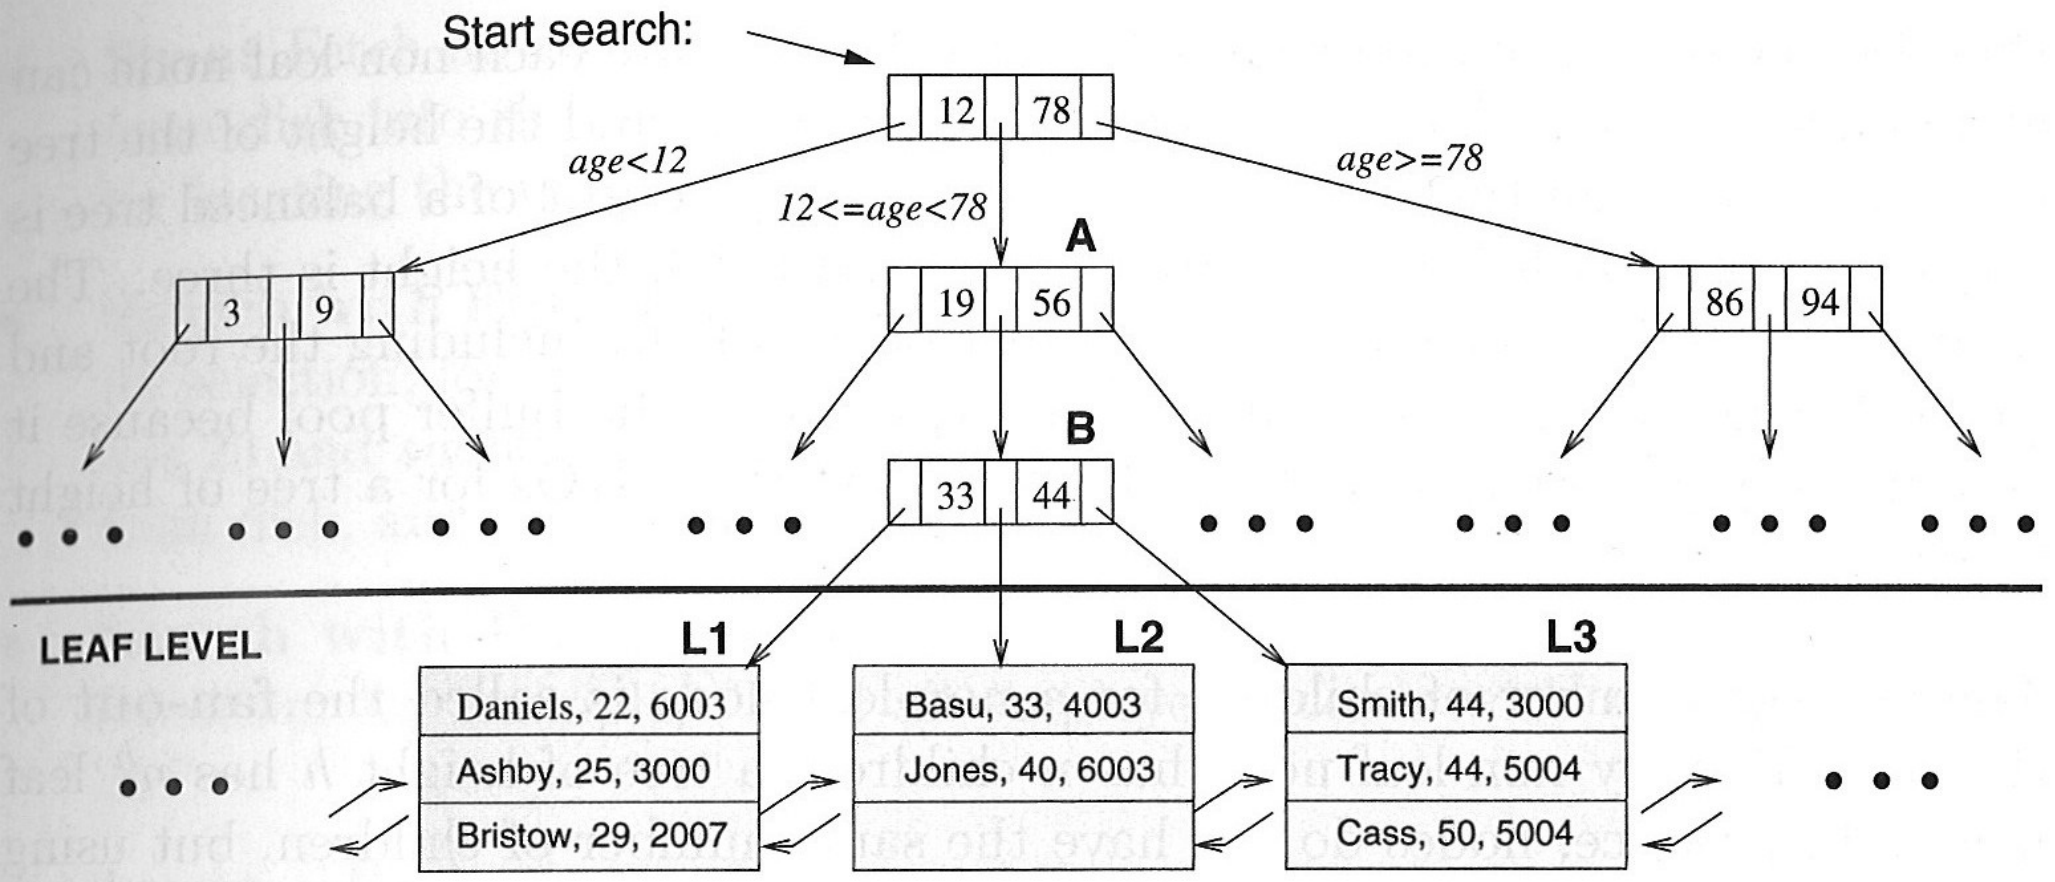 Start search:
12 78
age<12
12<=age<78
age>=78
A
3 9
19 56
86 94
B
33 44
LEAF LEVEL
L1
L2
L3
Daniels, 22, 6003
Ashby, 25, 3000
Bristow, 29, 2007
Basu, 33, 4003
Jones, 40, 6003
Smith, 44, 3000
Tracy, 44, 5004
Cass, 50, 5004